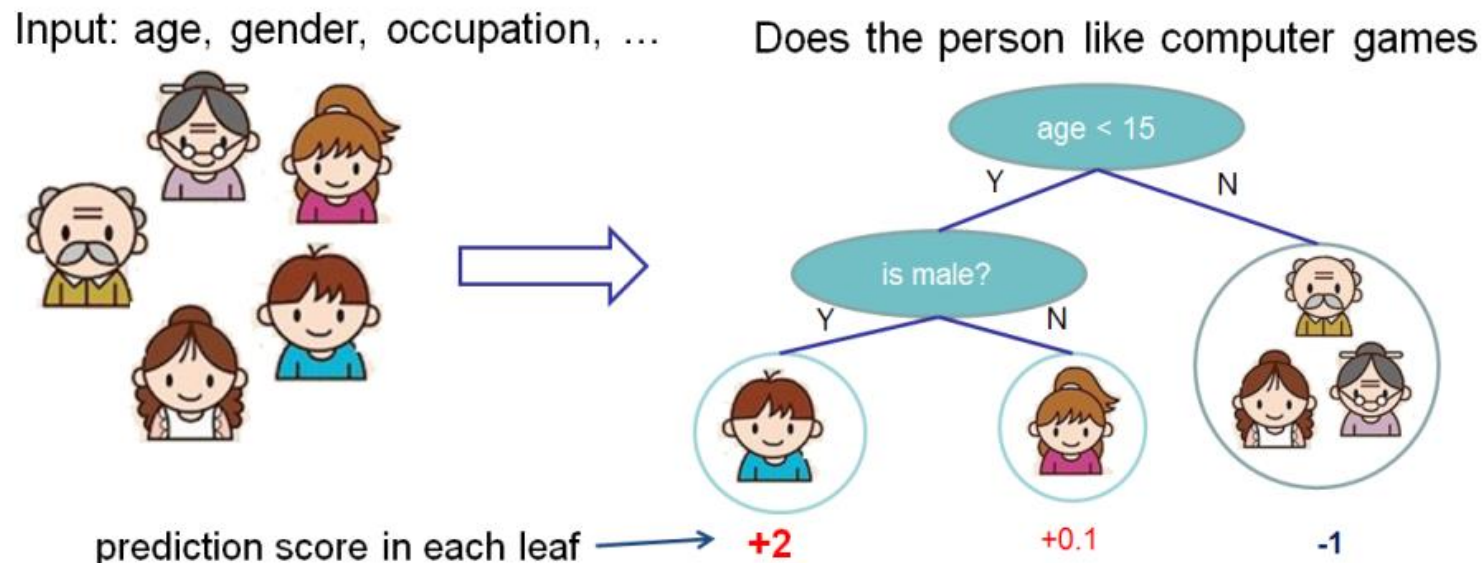 Input: age, gender, occupation, ...
Does the person like computer games
age < 15
Y
N
is male?
Y
N
prediction score in each leaf
+2
+0.1
-1